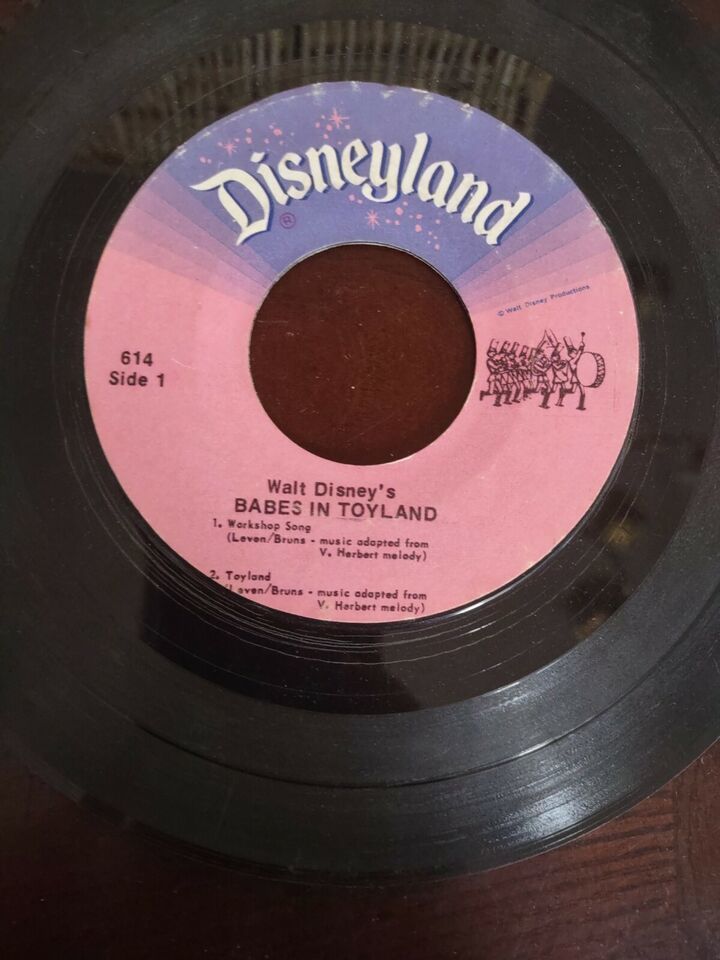 Disneyland
®
© Walt Disney Productions
614
Side 1
Walt Disney's
BABES IN TOYLAND
1. Workshop Song
(Leven/Bruns - music adapted from
V. Herbert melody)
2. Toyland
(Leven/Bruns - music adapted from
V. Herbert melody)